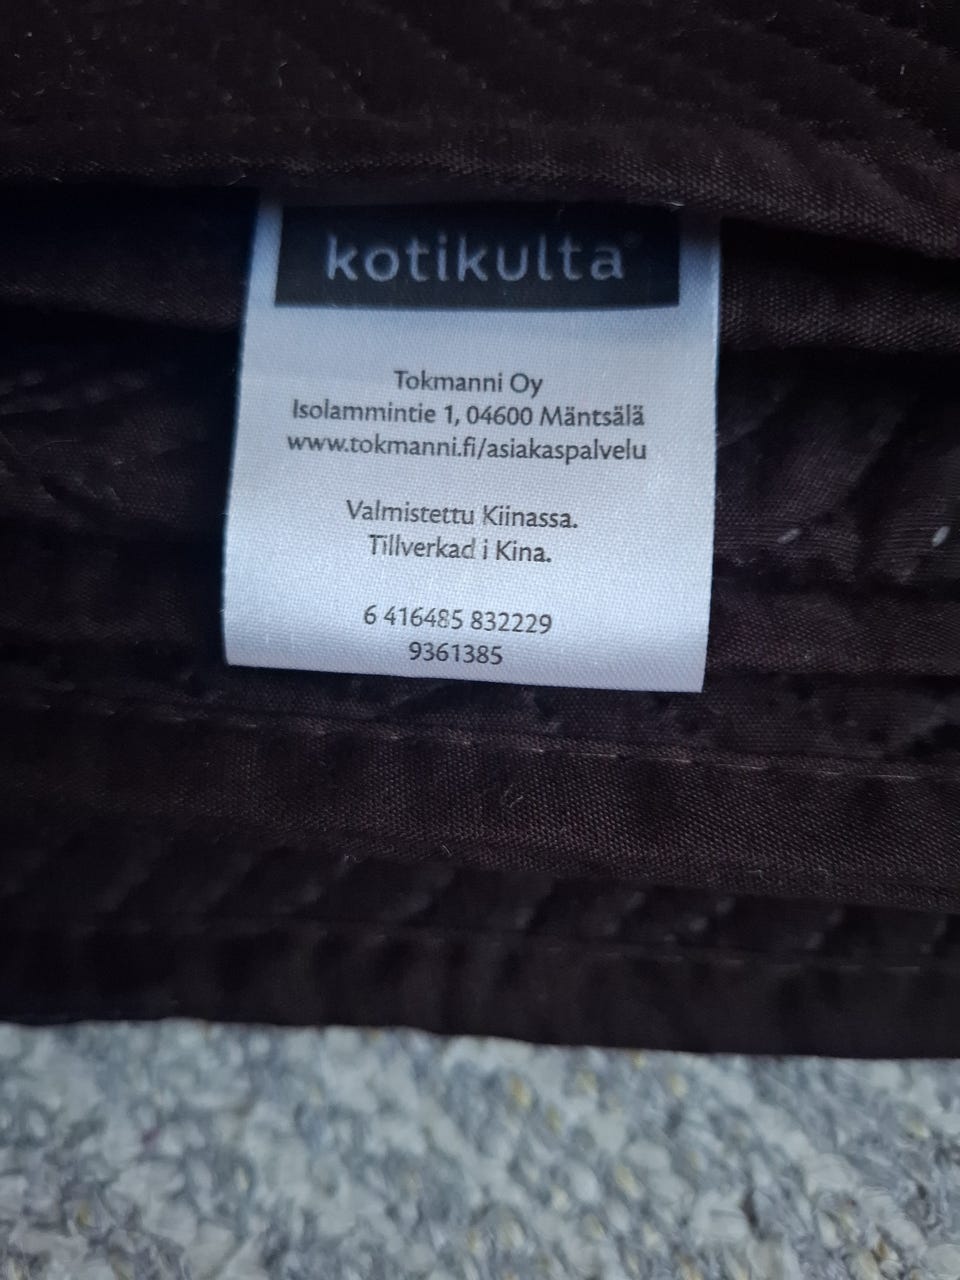 kotikulta
Tokmanni Oy
Isolammintie 1, 04600 Mäntsälä
www.tokmanni.fi/asiakaspalvelu
Valmistettu Kiinassa.
Tillverkad i Kina.
6 416485 832229
9361385